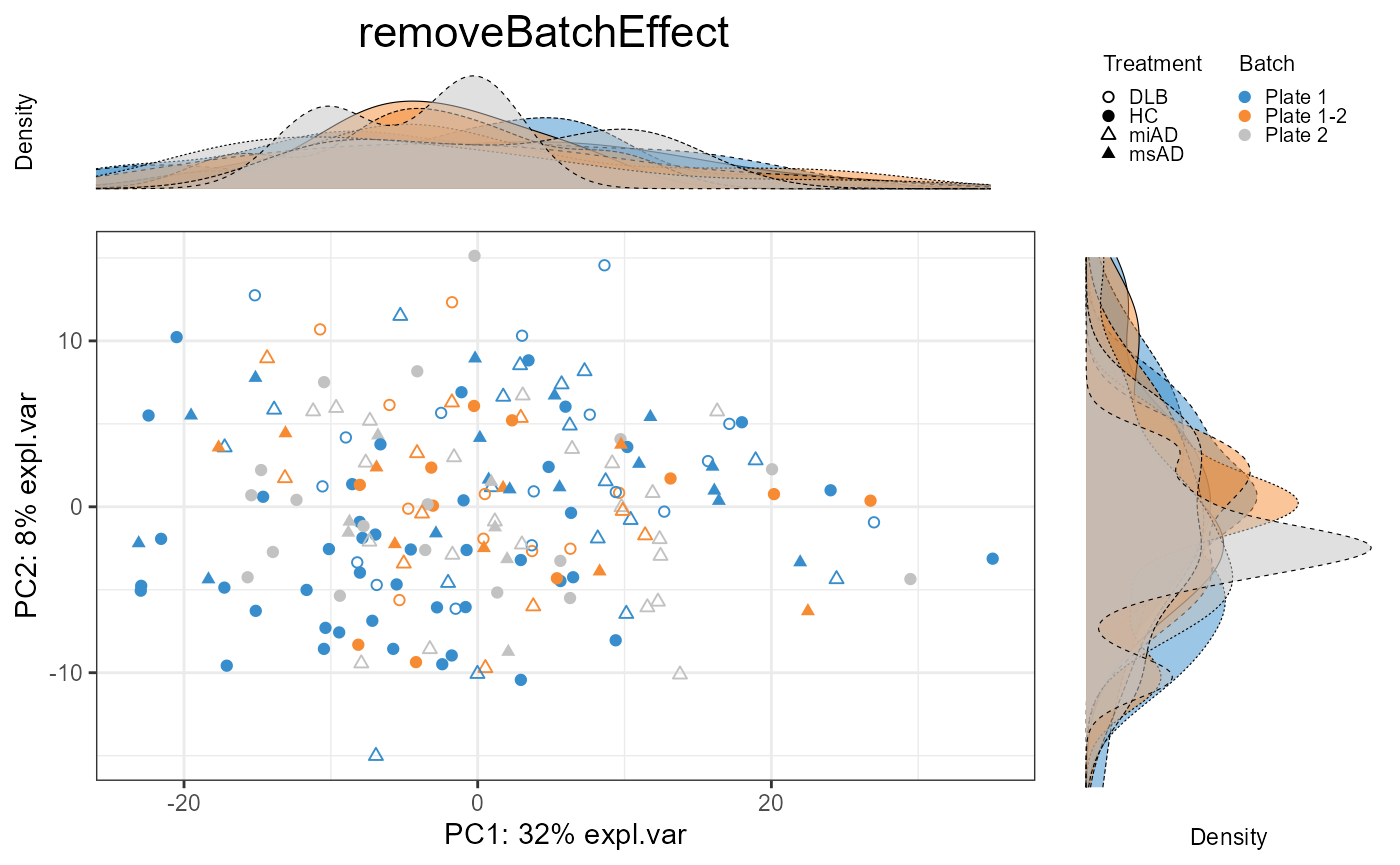 removeBatchEffect
Density
Treatment
DLB
HC
miAD
msAD
Batch
Plate 1
Plate 1-2
Plate 2
PC2: 8% expl.var
10
0
-10
-20
0
20
PC1: 32% expl.var
Density